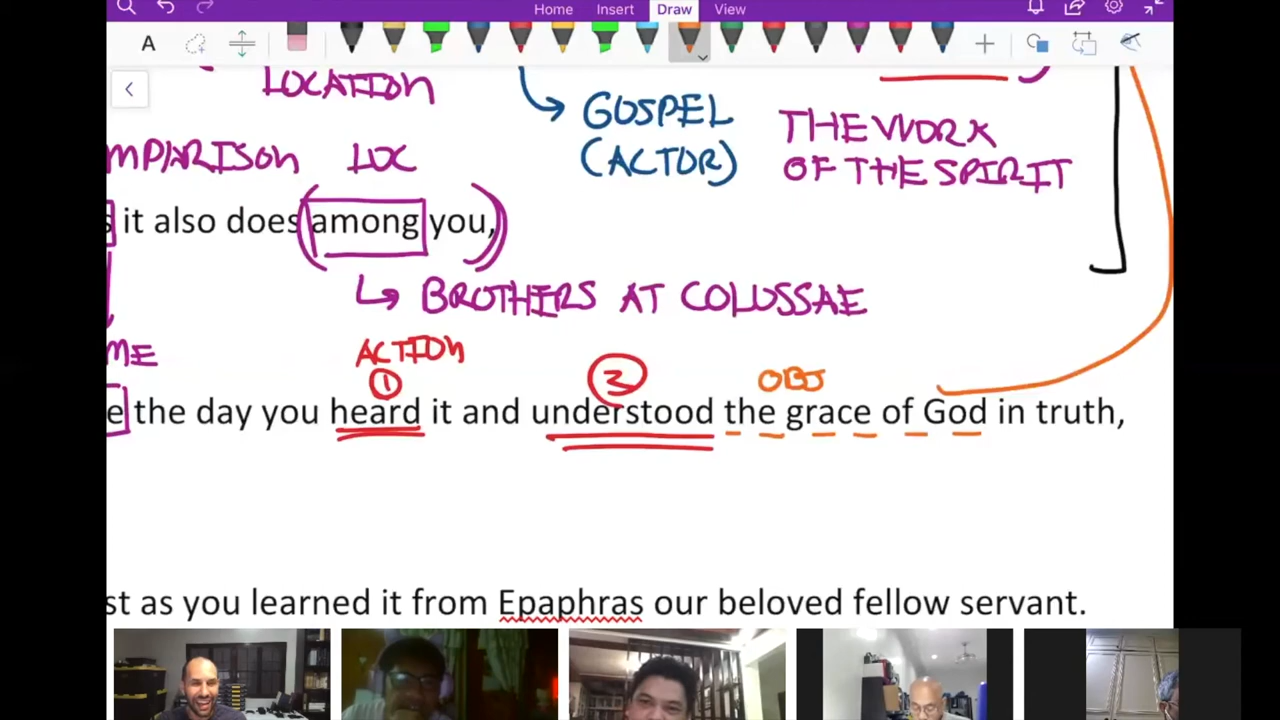 Home Insert Draw View
A
LOCATION
GOSPEL
(ACTOR)
THE WORK
OF THE SPIRIT
MPARISON LOC
s it also does among you,
BROTHERS AT COLOSSAE
ME
ACTION
1
2
OBJ
e the day you heard it and understood the grace of God in truth,
st as you learned it from Epaphras our beloved fellow servant.